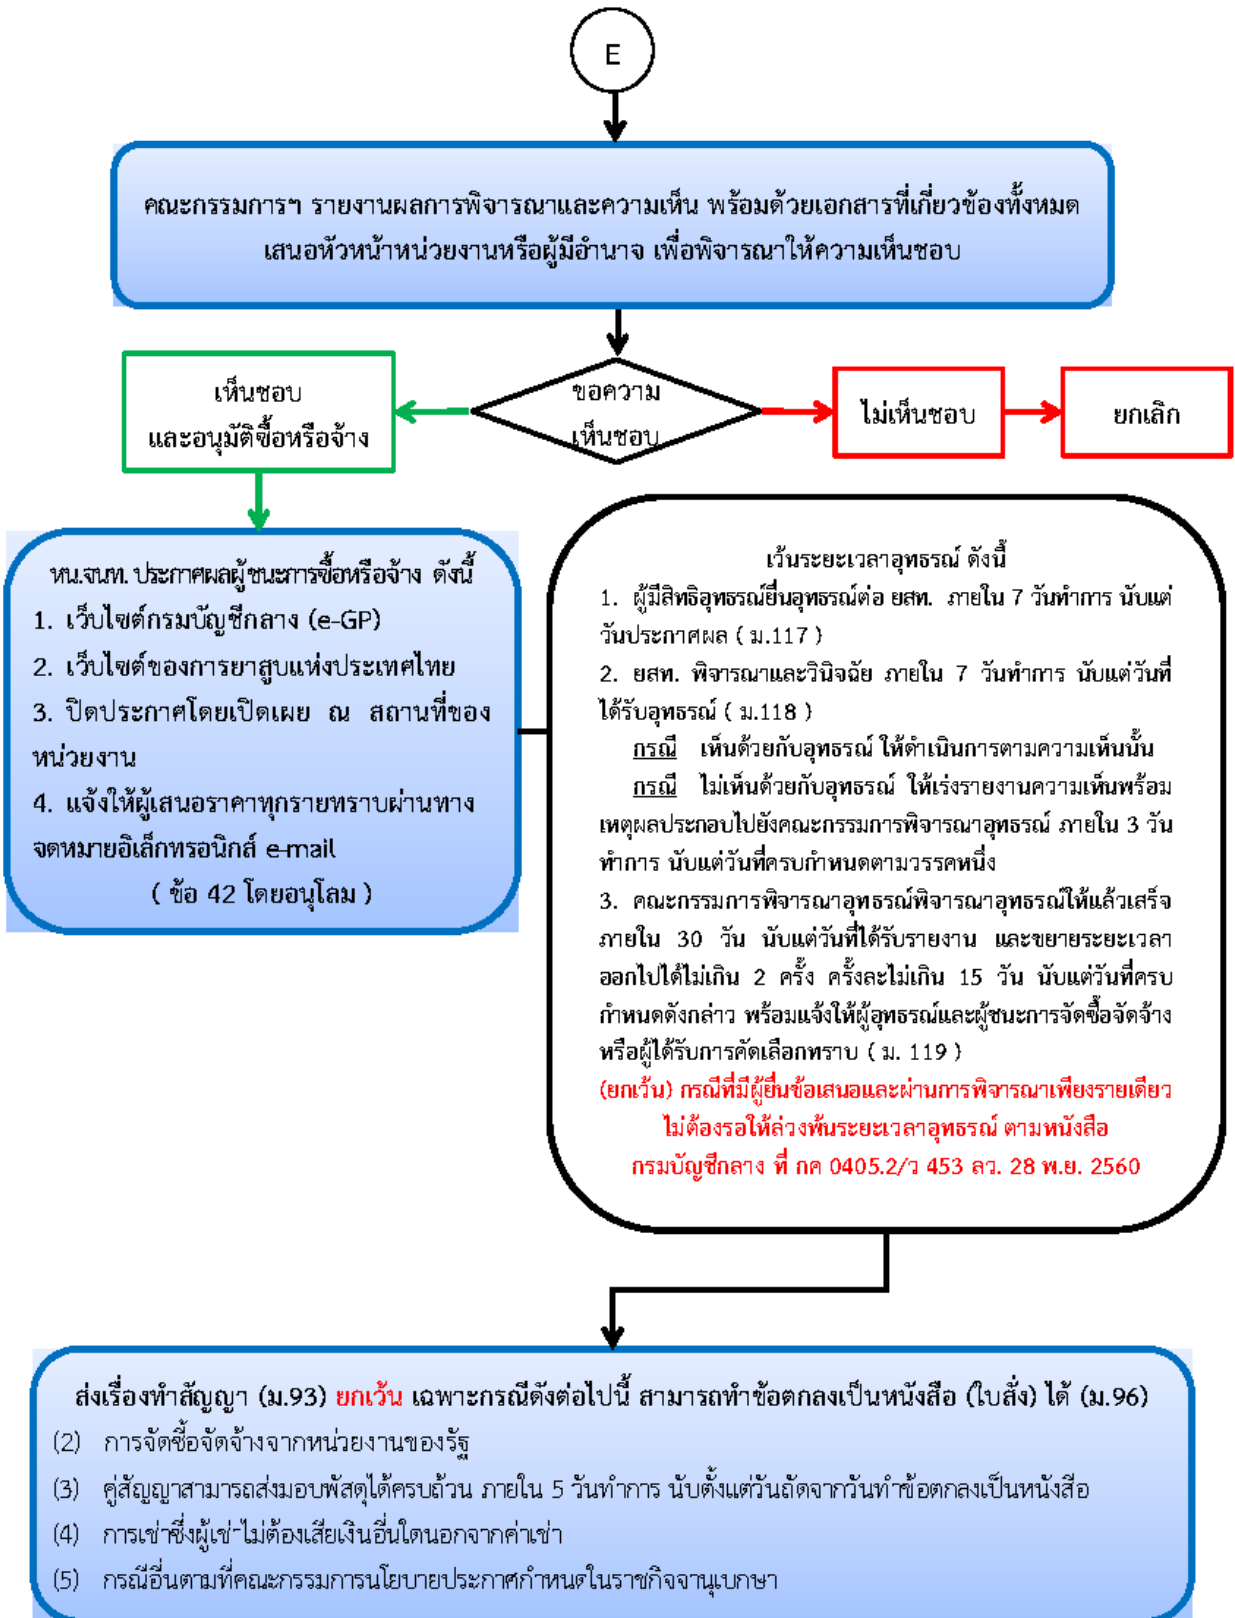 E
คณะกรรมการฯ รายงานผลการพิจารณาและความเห็น พร้อมด้วยเอกสารที่เกี่ยวข้องทั้งหมด
เสนอหัวหน้าหน่วยงานหรือผู้มีอำนาจ เพื่อพิจารณาให้ความเห็นชอบ
เห็นชอบ
และอนุมัติซื้อหรือจ้าง
ขอความ
เห็นชอบ
ไม่เห็นชอบ
ยกเลิก
หน.จนท. ประกาศผลผู้ชนะการซื้อหรือจ้าง ดังนี้
1. เว็บไซต์กรมบัญชีกลาง (e-GP)
2. เว็บไซต์ของการยาสูบแห่งประเทศไทย
3. ปิดประกาศโดยเปิดเผย ณ สถานที่ของ
หน่วยงาน
4. แจ้งให้ผู้เสนอราคาทุกรายทราบผ่านทาง
จดหมายอิเล็กทรอนิกส์ e-mail
( ข้อ 42 โดยอนุโลม )
เว้นระยะเวลาอุทธรณ์ ดังนี้
1. ผู้มีสิทธิอุทธรณ์ยื่นอุทธรณ์ต่อ ยสท. ภายใน 7 วันทำการ นับแต่
วันประกาศผล ( ม.117 )
2. ยสท. พิจารณาและวินิจฉัย ภายใน 7 วันทำการ นับแต่วันที่
ได้รับอุทธรณ์ ( ม.118 )
กรณี เห็นด้วยกับอุทธรณ์ ให้ดำเนินการตามความเห็นนั้น
กรณี ไม่เห็นด้วยกับอุทธรณ์ ให้เร่งรายงานความเห็นพร้อม
เหตุผลประกอบไปยังคณะกรรมการพิจารณาอุทธรณ์ ภายใน 3 วัน
ทำการ นับแต่วันที่ครบกำหนดตามวรรคหนึ่ง
3. คณะกรรมการพิจารณาอุทธรณ์พิจารณาอุทธรณ์ให้แล้วเสร็จ
ภายใน 30 วัน นับแต่วันที่ได้รับรายงาน และขยายระยะเวลา
ออกไปได้ไม่เกิน 2 ครั้ง ครั้งละไม่เกิน 15 วัน นับแต่วันที่ครบ
กำหนดดังกล่าว พร้อมแจ้งให้ผู้อุทธรณ์และผู้ชนะการจัดซื้อจัดจ้าง
หรือผู้ได้รับการคัดเลือกทราบ ( ม. 119 )
(ยกเว้น) กรณีที่มีผู้ยื่นข้อเสนอและผ่านการพิจารณาเพียงรายเดียว
ไม่ต้องรอให้ล่วงพ้นระยะเวลาอุทธรณ์ ตามหนังสือ
กรมบัญชีกลาง ที่ กค 0405.2/ว 453 ลว. 28 พ.ย. 2560
ส่งเรื่องทำสัญญา (ม.93) ยกเว้น เฉพาะกรณีดังต่อไปนี้ สามารถทำข้อตกลงเป็นหนังสือ (ใบสั่ง) ได้ (ม.96)
(2) การจัดซื้อจัดจ้างจากหน่วยงานของรัฐ
(3) คู่สัญญาสามารถส่งมอบพัสดุได้ครบถ้วน ภายใน 5 วันทำการ นับตั้งแต่วันถัดจากวันทำข้อตกลงเป็นหนังสือ
(4) การเช่าซึ่งผู้เช่าไม่ต้องเสียเงินอื่นใดนอกจากค่าเช่า
(5) กรณีอื่นตามที่คณะกรรมการนโยบายประกาศกำหนดในราชกิจจานุเบกษา